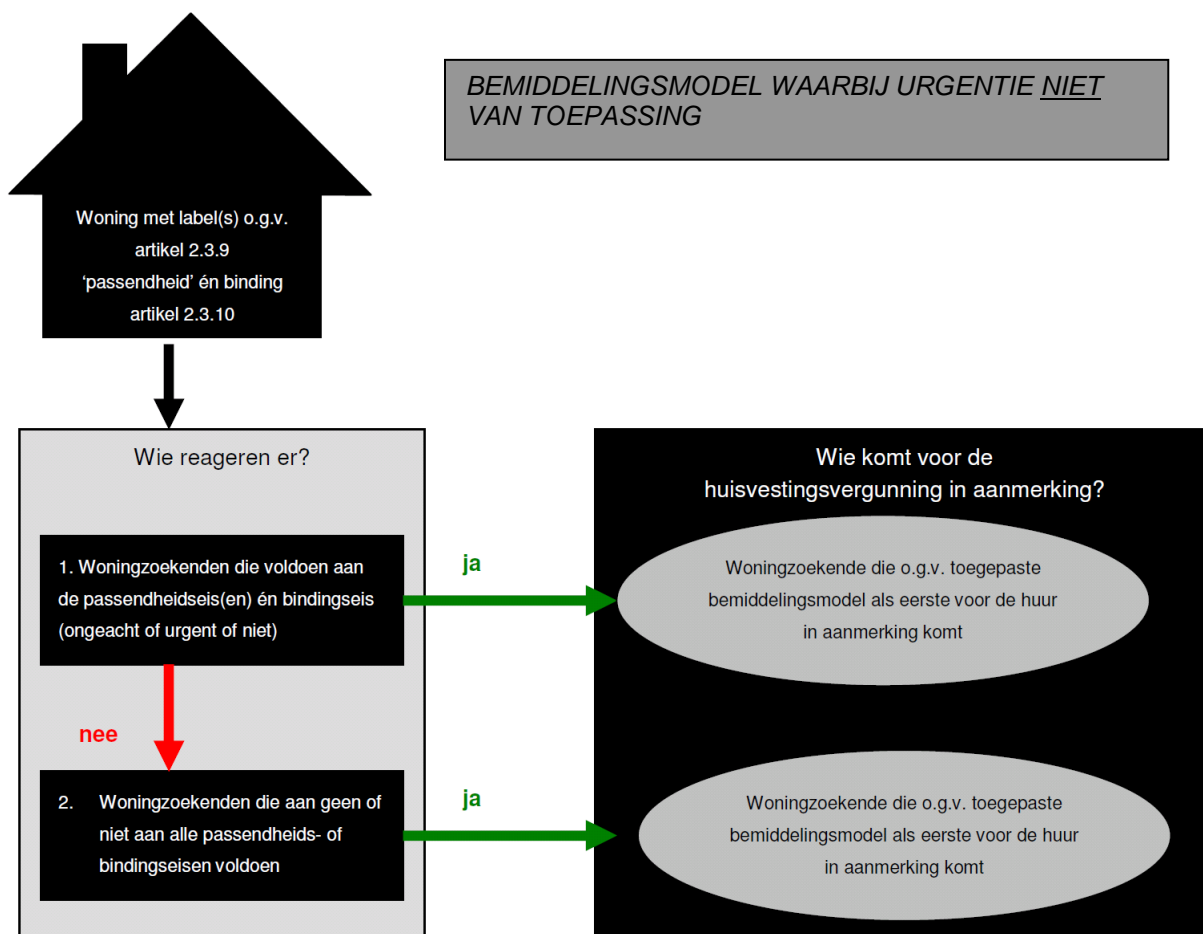 BEMIDDELINGSMODEL WAARBIJ URGENTIE NIET
VAN TOEPASSING
Woning met label(s) o.g.v.
artikel 2.3.9
‘passendheid’ én binding
artikel 2.3.10
Wie reageren er?
Wie komt voor de
huisvestingsvergunning in aanmerking?
1. Woningzoekenden die voldoen aan
de passendheidseis(en) én bindingseis
(ongeacht of urgent of niet)
ja
Woningzoekende die o.g.v. toegepaste
bemiddelingsmodel als eerste voor de huur
in aanmerking komt
nee
2. Woningzoekenden die aan geen of
niet aan alle passendheids- of
bindingseisen voldoen
ja
Woningzoekende die o.g.v. toegepaste
bemiddelingsmodel als eerste voor de huur
in aanmerking komt